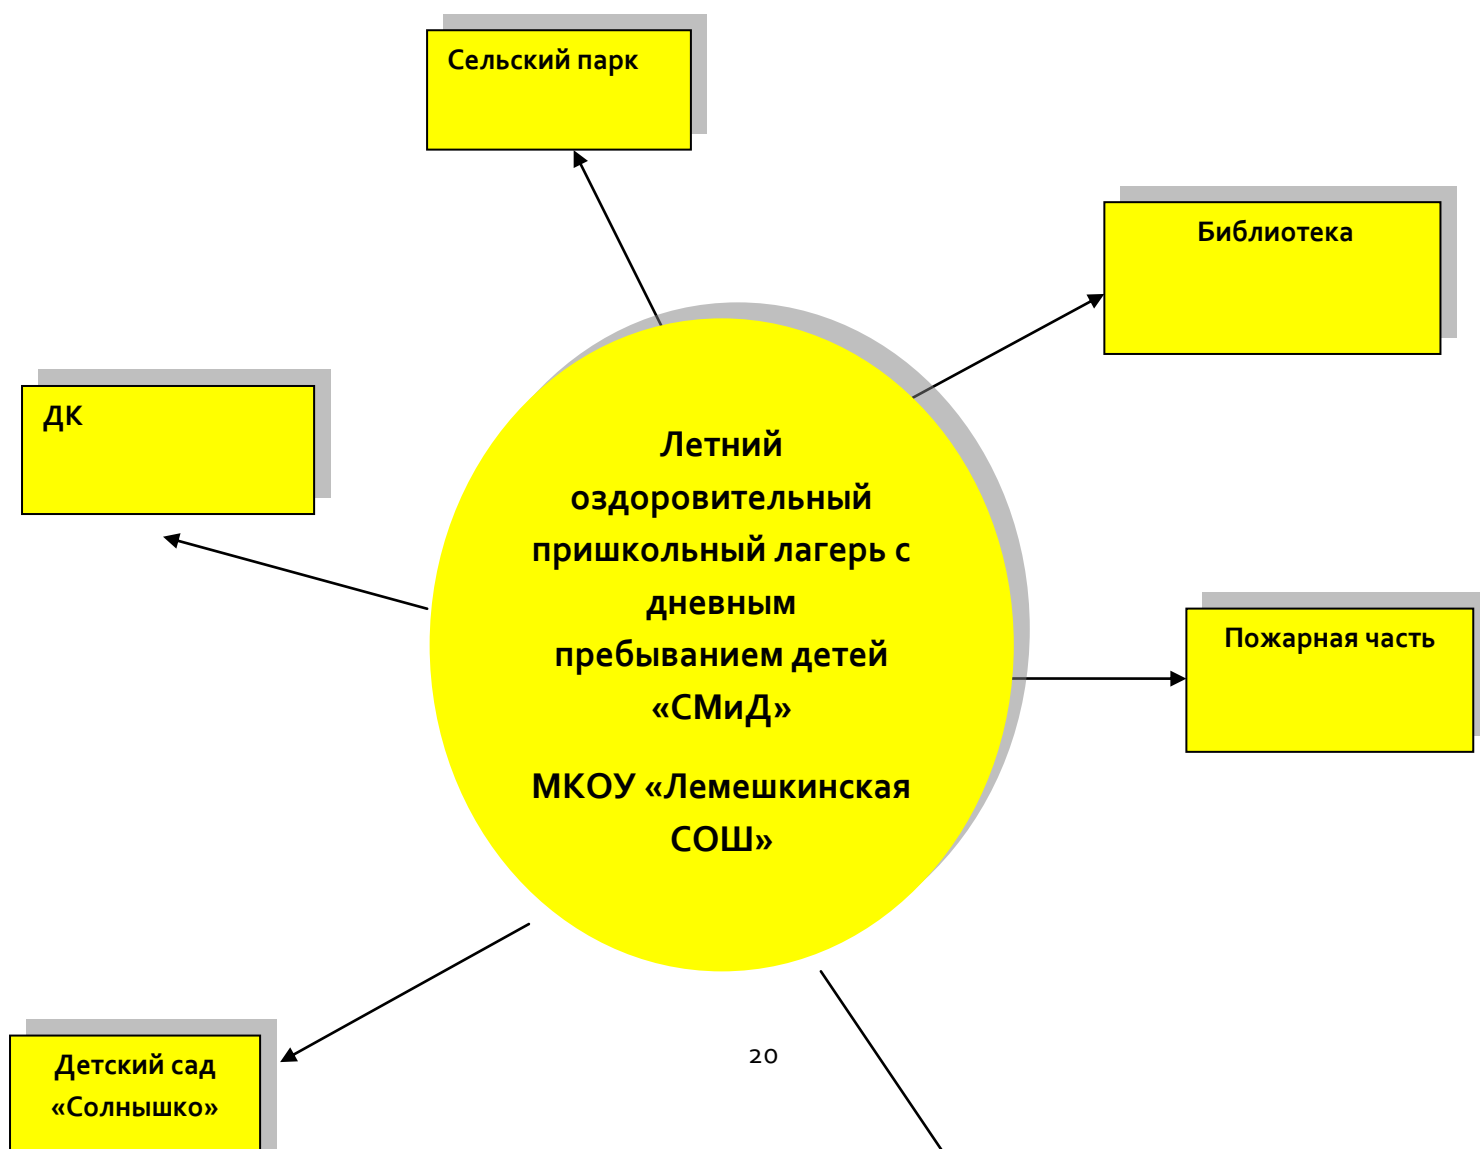 Сельский парк
Библиотека
ДК
Летний
оздоровительный
пришкольный лагерь с
дневным
пребыванием детей
«СМиД»
МКОУ «Лемешкинская
СОШ»
Пожарная часть
Детский сад
«Солнышко»
20